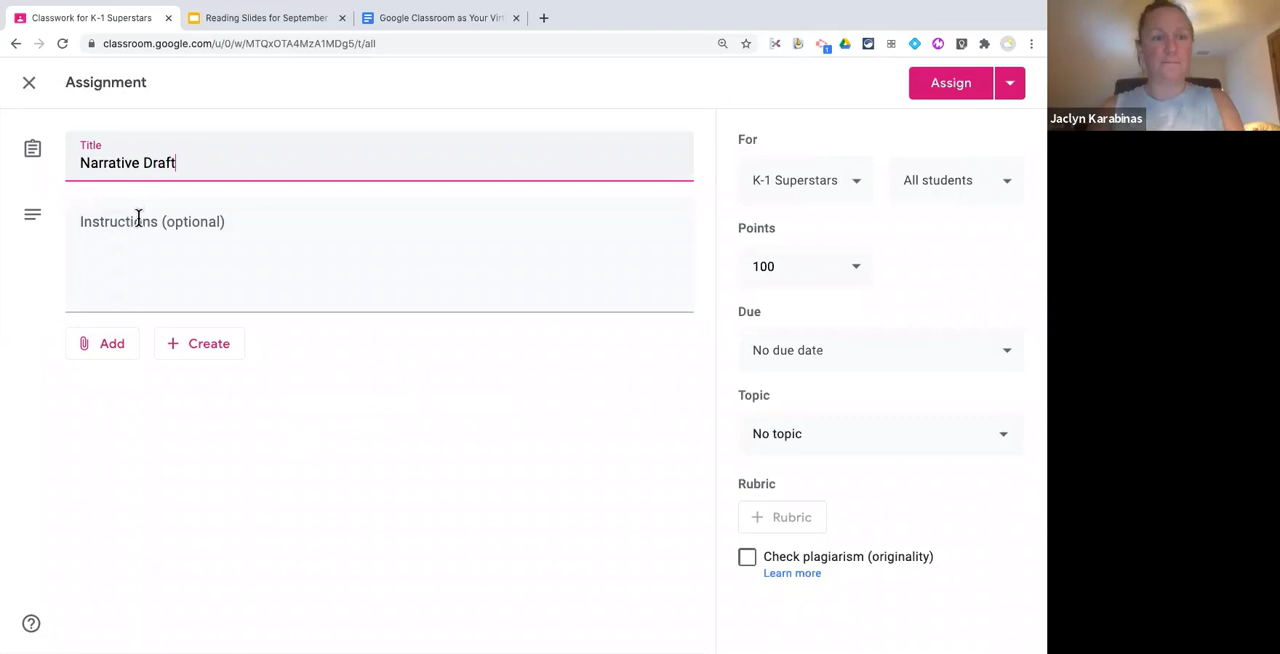 Classwork for K-1 Superstars
Reading Slides for September
Google Classroom as Your Virt
classroom.google.com/u/0/w/MTQxOTA4MzA1MDg5/t/all
1
Assignment
Assign
Title
Narrative Draft
Instructions (optional)
Add
Create
For
K-1 Superstars
All students
Points
100
Due
No due date
Topic
No topic
Rubric
Rubric
Check plagiarism (originality)
Learn more
Jaclyn Karabinas